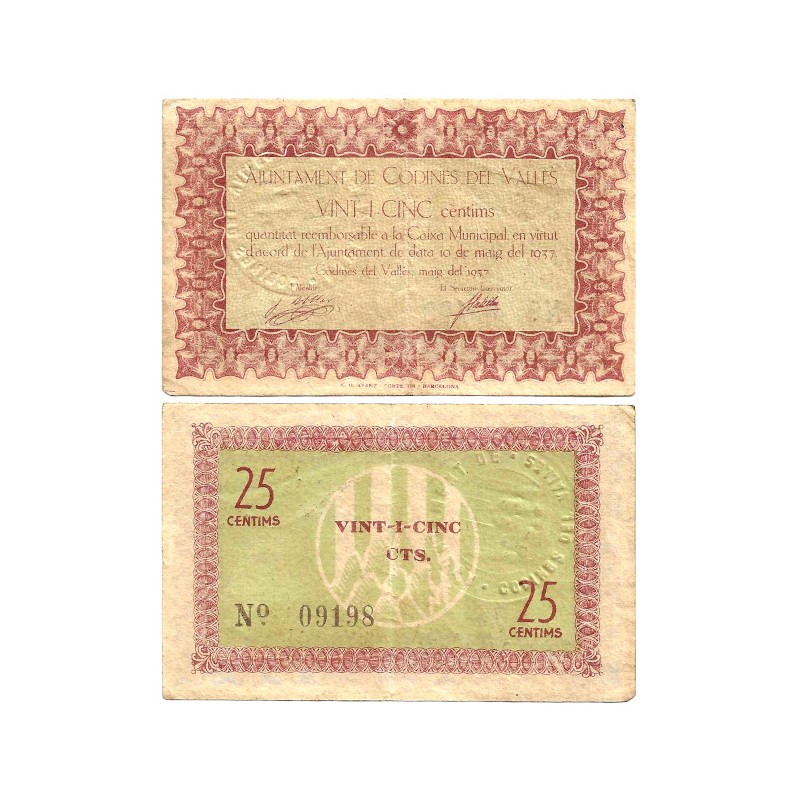 AJUNTAMENT DE CODINES DEL VALLÈS
VINT-I-CINC cèntims
quantitat reemborsable a la Caixa Municipal, en virtut
d'acord de l'Ajuntament, de data 10 de maig del 1937.
Codines del Vallès, maig del 1937
L'Alcalde, El Secretari-Interventor,
BARCELONA
25
CENTIMS
VINT-I-CINC
CTS.
Nº 09198
25
CENTIMS